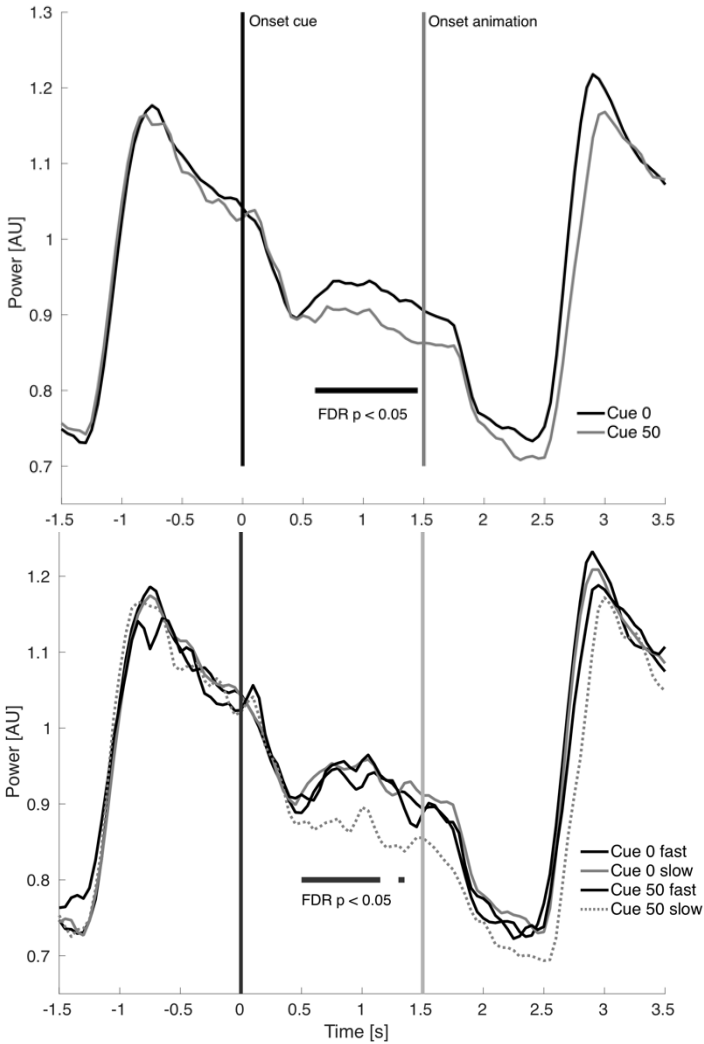 1.3
Onset cue
Onset animation
1.2
1.1
1
Power [AU]
0.9
0.8
FDR p < 0.05
Cue 0
Cue 50
0.7
-1.5 -1 -0.5 0 0.5 1 1.5 2 2.5 3 3.5
1.2
1.1
1
Power [AU]
0.9
0.8
FDR p < 0.05
Cue 0 fast
Cue 0 slow
Cue 50 fast
Cue 50 slow
0.7
-1.5 -1 -0.5 0 0.5 1 1.5 2 2.5 3 3.5
Time [s]